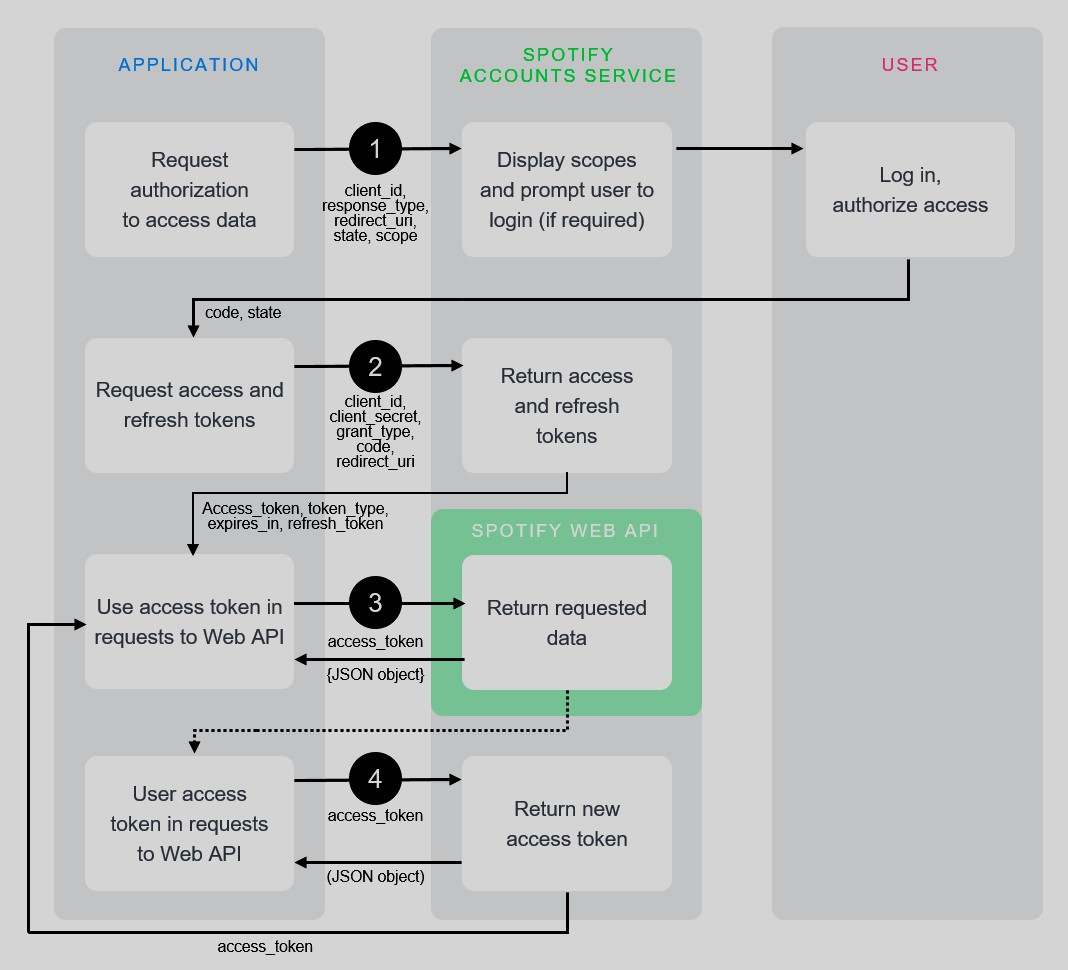 APPLICATION
SPOTIFY
ACCOUNTS SERVICE
USER
Request
authorization
to access data
1
client_id,
response_type,
redirect_uri,
state, scope
Display scopes
and prompt user to
login (if required)
Log in,
authorize access
code, state
Request access and
refresh tokens
2
client_id,
client_secret,
grant_type,
code,
redirect_uri
Return access
and refresh
tokens
Access_token, token_type,
expires_in, refresh_token
SPOTIFY WEB API
Use access token in
requests to Web API
3
access_token
{JSON object}
Return requested
data
User access
token in requests
to Web API
4
access_token
(JSON object)
Return new
access token
access_token